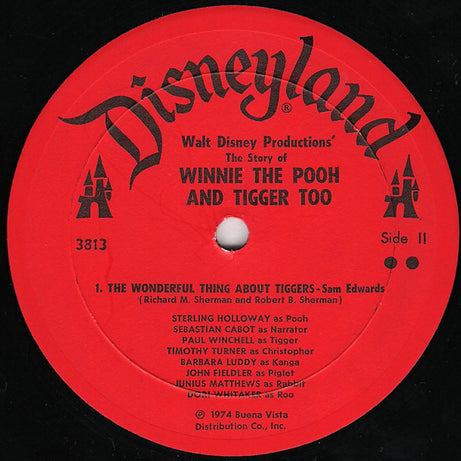 Disneyland®
Walt Disney Productions'
The Story of
WINNIE THE POOH
AND TIGGER TOO
3813
Side II
1. THE WONDERFUL THING ABOUT TIGGERS-Sam Edwards
(Richard M. Sherman and Robert B. Sherman)
STERLING HOLLOWAY as Pooh
SEBASTIAN CABOT as Narrator
PAUL WINCHELL as Tigger
TIMOTHY TURNER as Christopher
BARBARA LUDDY as Kanga
JOHN FIELDLER as Piglet
JUNIUS MATTHEWS as Rabbit
DORI WHITAKER as Roo
℗ 1974 Buena Vista
Distribution Co., Inc.